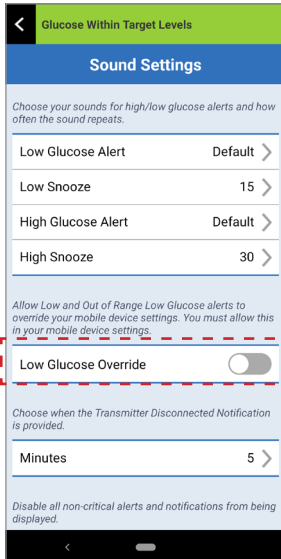 Glucose Within Target Levels
Sound Settings
Choose your sounds for high/low glucose alerts and how
often the sound repeats.
Low Glucose Alert Default
Low Snooze 15
High Glucose Alert Default
High Snooze 30
Allow Low and Out of Range Low Glucose alerts to
override your mobile device settings. You must allow this
in your mobile device settings.
Low Glucose Override
Choose when the Transmitter Disconnected Notification
is provided.
Minutes 5
Disable all non-critical alerts and notifications from being
displayed.